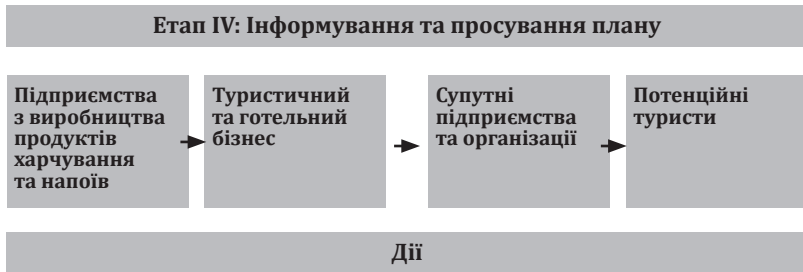 Етап IV: Інформування та просування плану
Підприємства
з виробництва
продуктів
харчування
та напоїв
Туристичний
та готельний
бізнес
Супутні
підприємства
та організації
Потенційні
туристи
Дії